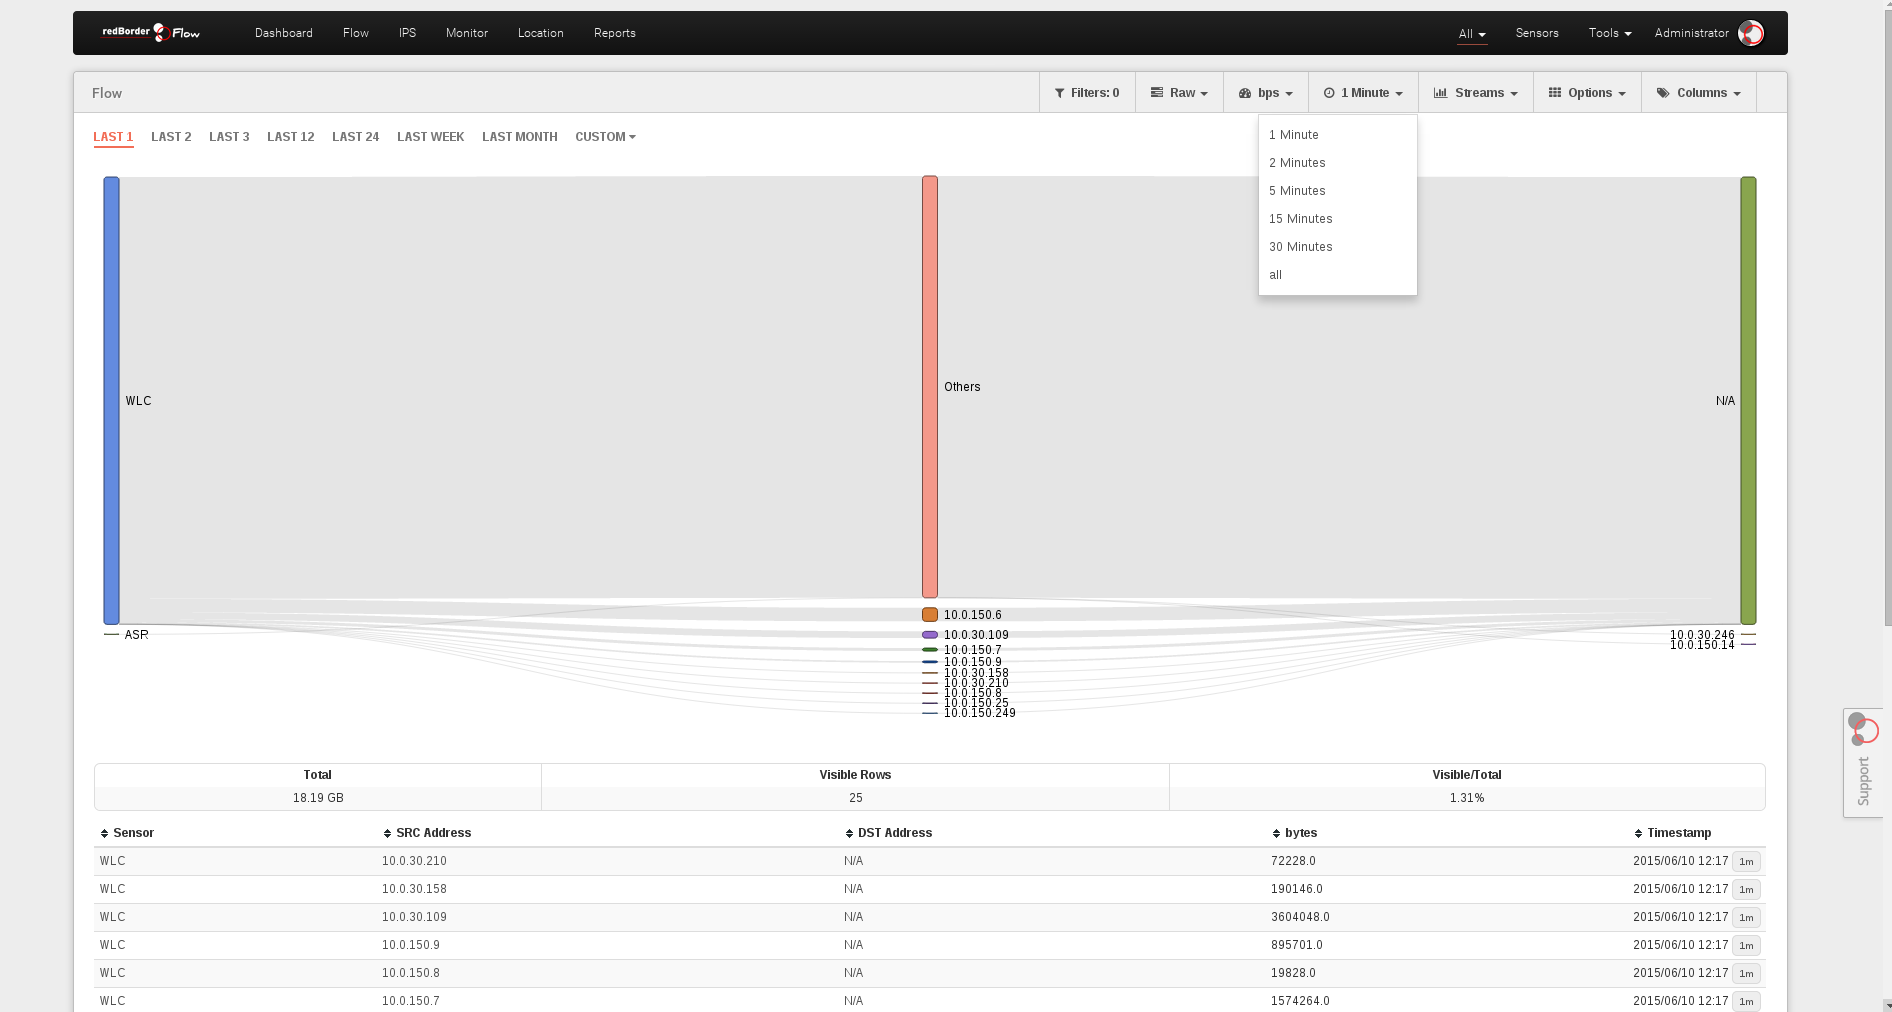 redBorder Flow Dashboard Flow IPS Monitor Location Reports All Sensors Tools Administrator
Flow Filters: 0 Raw bps 1 Minute Streams Options Columns
LAST 1 LAST 2 LAST 3 LAST 12 LAST 24 LAST WEEK LAST MONTH CUSTOM
1 Minute
2 Minutes
5 Minutes
15 Minutes
30 Minutes
all
Others
WLC N/A
10.0.150.6
ASR 10.0.30.109 10.0.30.246
10.0.150.14
10.0.150.7
10.0.150.9
10.0.30.158
10.0.30.210
10.0.150.8
10.0.150.25
10.0.150.249
Support
Total Visible Rows Visible/Total
18.19 GB 25 1.31%
Sensor SRC Address DST Address bytes Timestamp
WLC 10.0.30.210 N/A 72228.0 2015/06/10 12:17 1m
WLC 10.0.30.158 N/A 190146.0 2015/06/10 12:17 1m
WLC 10.0.30.109 N/A 3604048.0 2015/06/10 12:17 1m
WLC 10.0.150.9 N/A 895701.0 2015/06/10 12:17 1m
WLC 10.0.150.8 N/A 19828.0 2015/06/10 12:17 1m
WLC 10.0.150.7 N/A 1574264.0 2015/06/10 12:17 1m